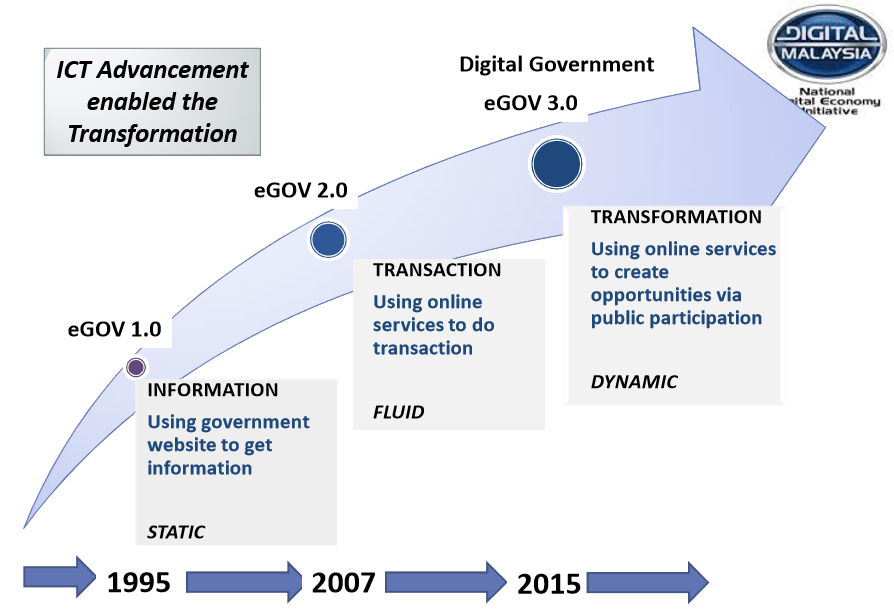 ICT Advancement
enabled the
Transformation
DIGITAL
MALAYSIA
National
ital Economy
Initiative
Digital Government
eGOV 3.0
eGOV 2.0
eGOV 1.0
TRANSFORMATION
Using online services
to create
opportunities via
public participation
DYNAMIC
TRANSACTION
Using online
services to do
transaction
FLUID
INFORMATION
Using government
website to get
information
STATIC
1995
2007
2015